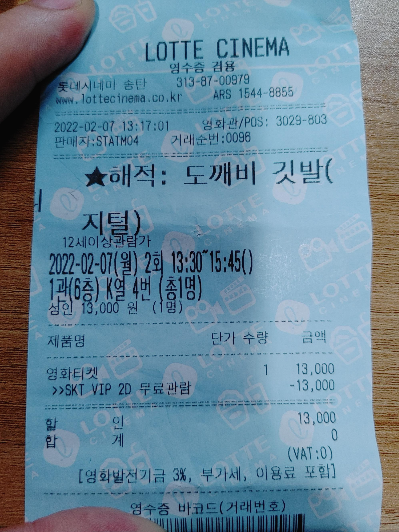 LOTTE CINEMA
영수증 겸용
롯데시네마 송탄 313-87-00979
www.lottecinema.co.kr ARS 1544-8855
2022-02-07 13:17:01 영화관/POS: 3029-803
판매지:STATM04 거래순번:0096
★해적: 도깨비 깃발(
지털)
12세이상관람가
2022-02-07(월) 2회 13:30~15:45()
1관(6층) K열 4번 (총1명)
성인 13,000 원 (1명)
제품명 단가 수량 금액
영화티켓 1 13,000
>>SKT VIP 2D 무료관람 -13,000
할 인 13,000
합 계 0
(VAT:0)
[영화발전기금 3%, 부가세, 이용료 포함]
영수증 바코드(거래번호)